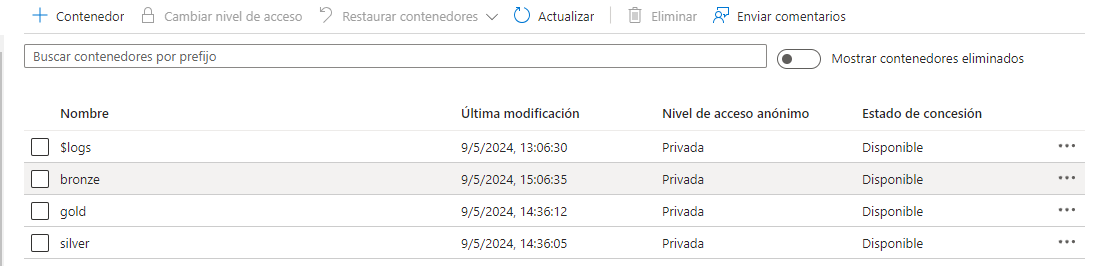 Contenedor Cambiar nivel de acceso Restaurar contenedores Actualizar Eliminar Enviar comentarios
Buscar contenedores por prefijo Mostrar contenedores eliminados
Nombre Última modificación Nivel de acceso anónimo Estado de concesión
$logs 9/5/2024, 13:06:30 Privada Disponible
bronze 9/5/2024, 15:06:35 Privada Disponible
gold 9/5/2024, 14:36:12 Privada Disponible
silver 9/5/2024, 14:36:05 Privada Disponible